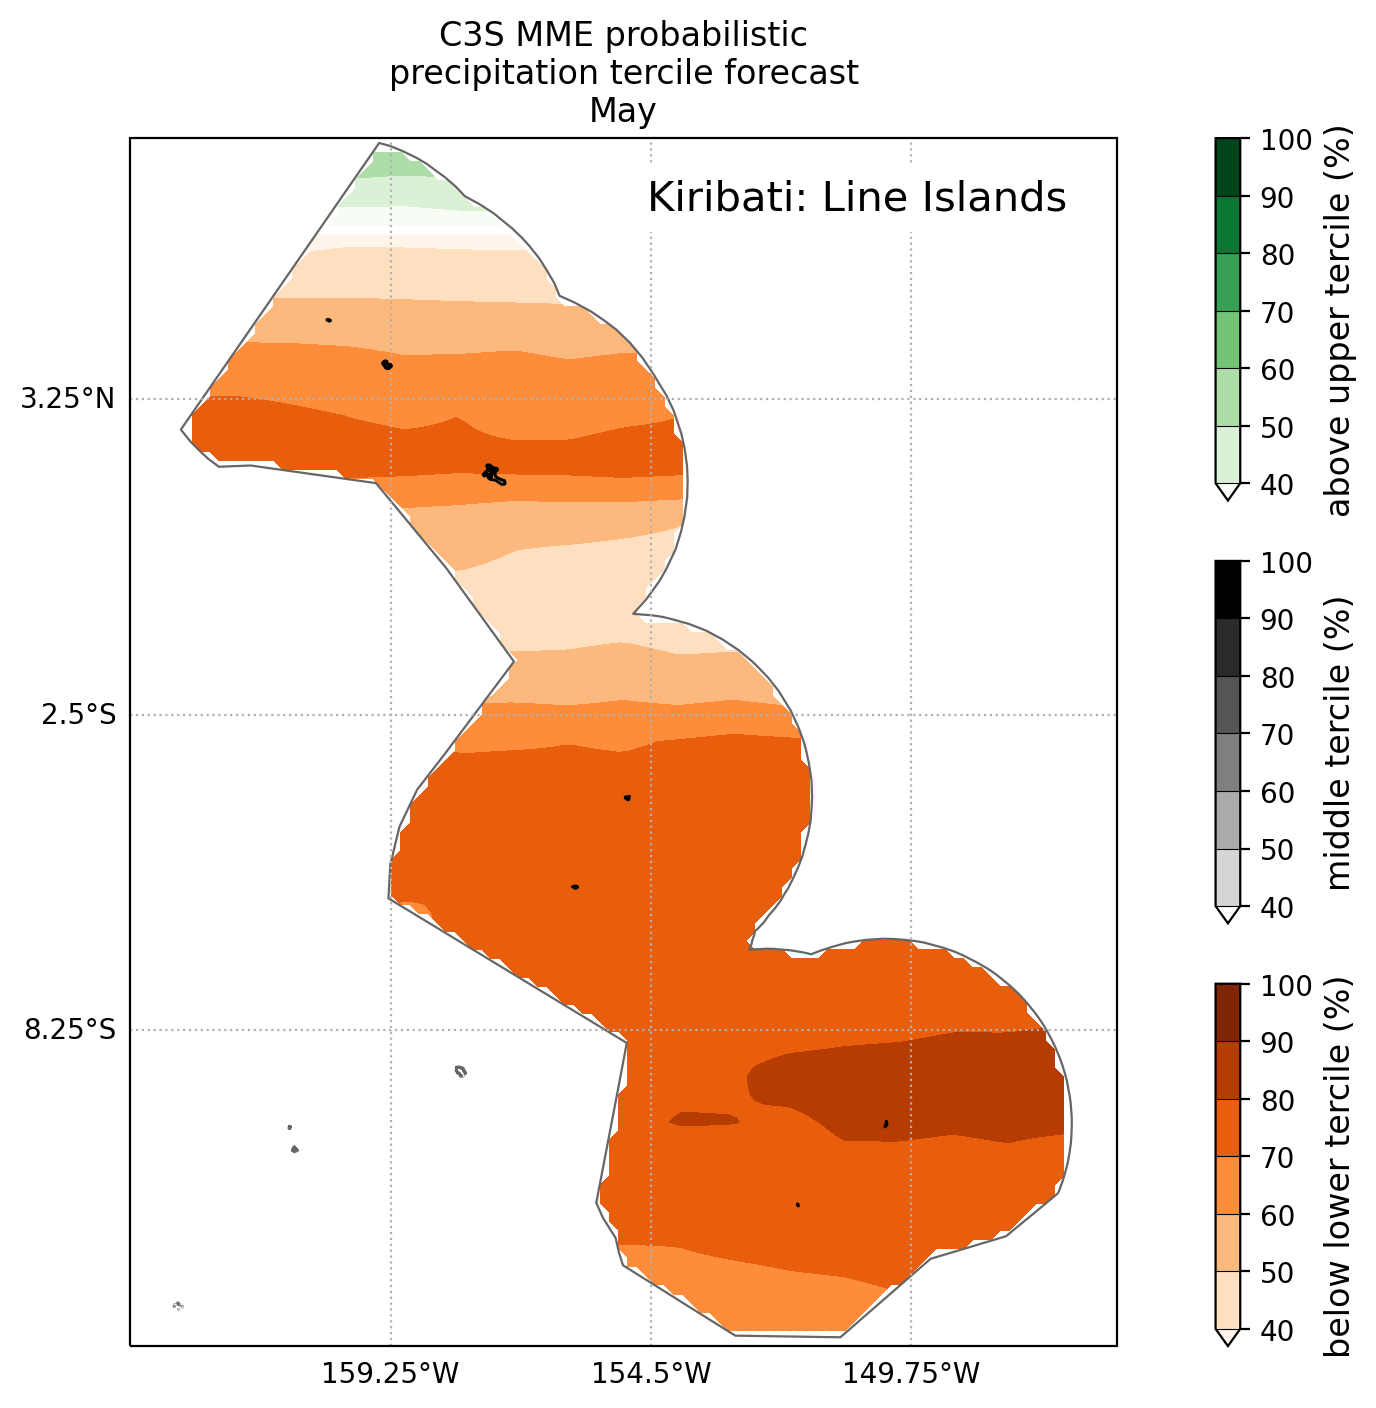 C3S MME probabilistic
precipitation tercile forecast
May
Kiribati: Line Islands
3.25°N
2.5°S
8.25°S
159.25°W
154.5°W
149.75°W
100
90
80
70
60
50
40
above upper tercile (%)
100
90
80
70
60
50
40
middle tercile (%)
100
90
80
70
60
50
40
below lower tercile (%)